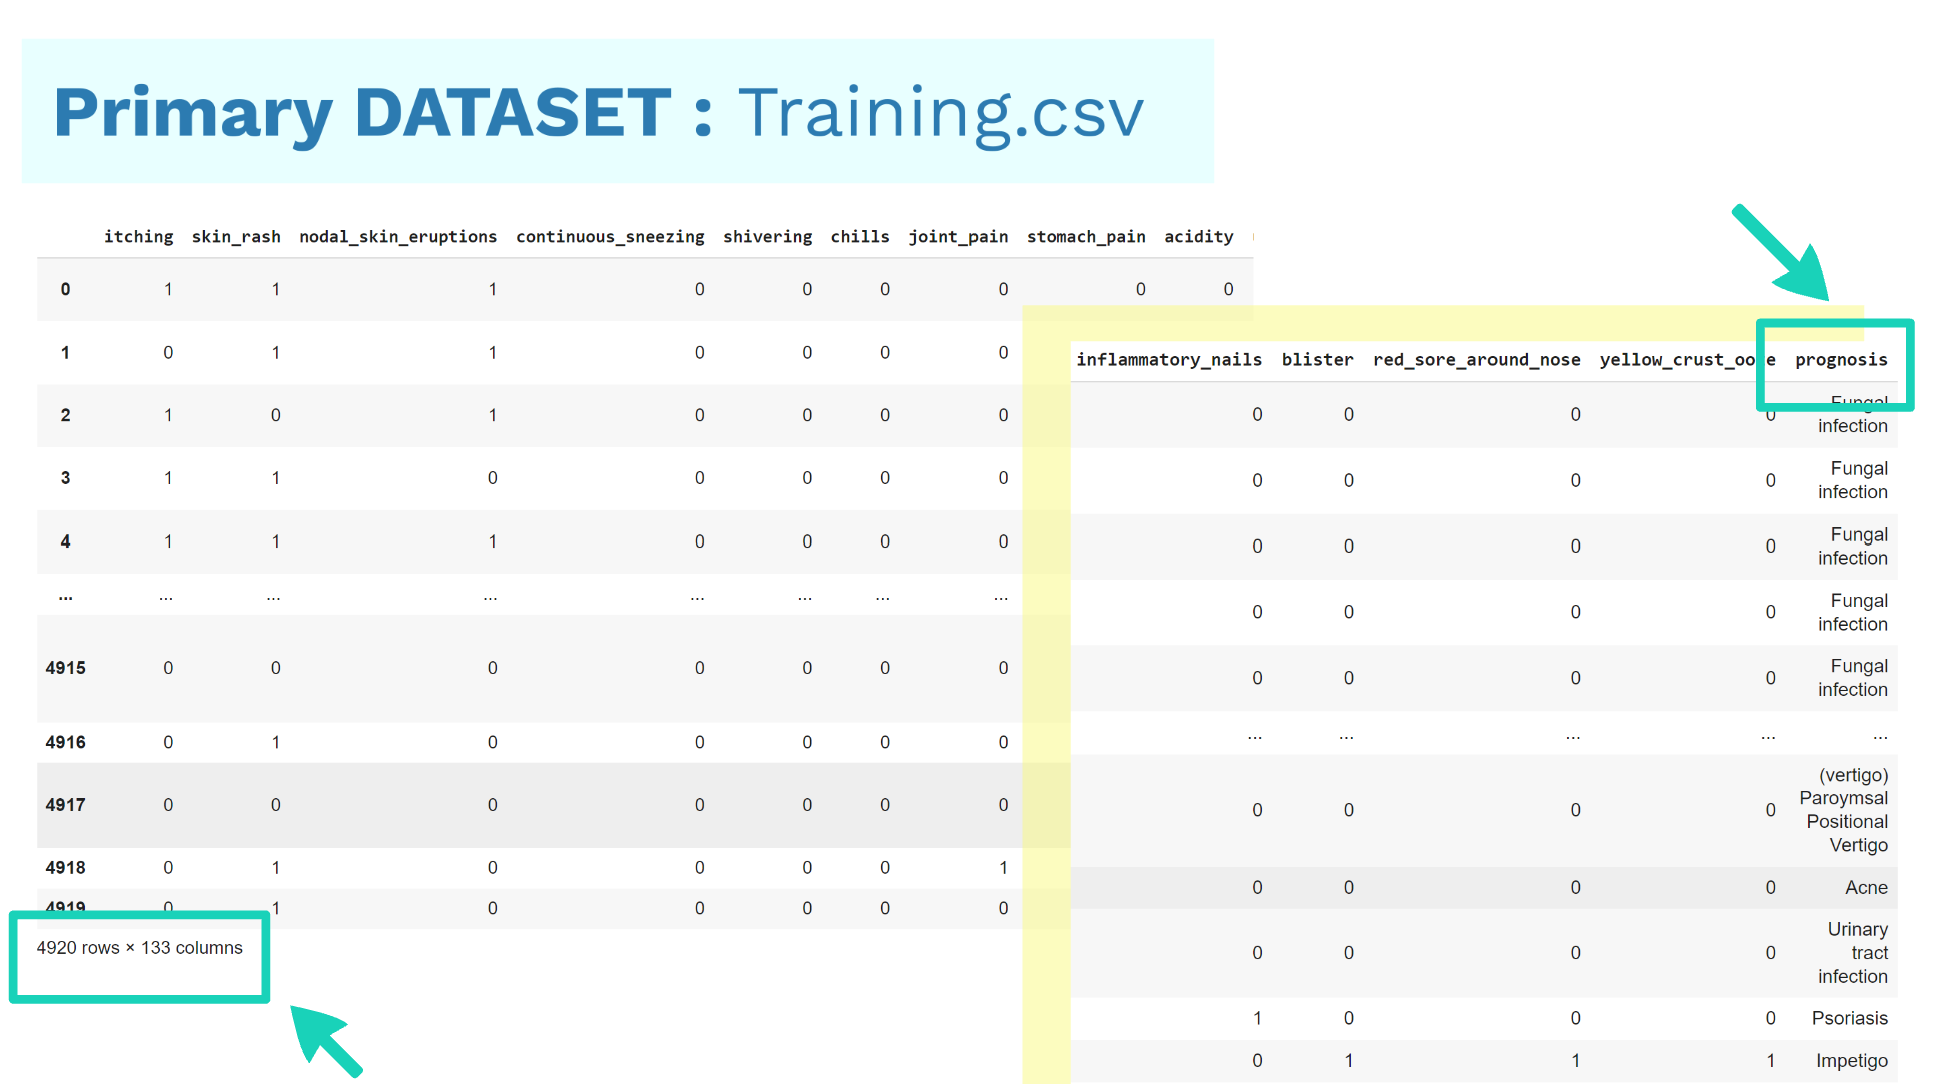 Primary DATASET : Training.csv
itching skin_rash nodal_skin_eruptions continuous_sneezing shivering chills joint_pain stomach_pain acidity
0 1 1 1 0 0 0 0 0 0
1 0 1 1 0 0 0 0
2 1 0 1 0 0 0 0
3 1 1 0 0 0 0 0
4 1 1 1 0 0 0 0
... ... ... ... ... ... ... ...
4915 0 0 0 0 0 0 0
4916 0 1 0 0 0 0 0
4917 0 0 0 0 0 0 0
4918 0 1 0 0 0 0 1
4919 0 1 0 0 0 0 0
4920 rows × 133 columns
inflammatory_nails blister red_sore_around_nose yellow_crust_ooze prognosis
0 0 0 0 Fungal
infection
0 0 0 0 Fungal
infection
0 0 0 0 Fungal
infection
0 0 0 0 Fungal
infection
0 0 0 0 Fungal
infection
... ... ... ... ...
(vertigo)
Paroymsal
0 0 0 0 Positional
Vertigo
0 0 0 0 Acne
Urinary
0 0 0 0 tract
infection
1 0 0 0 Psoriasis
0 1 1 1 Impetigo